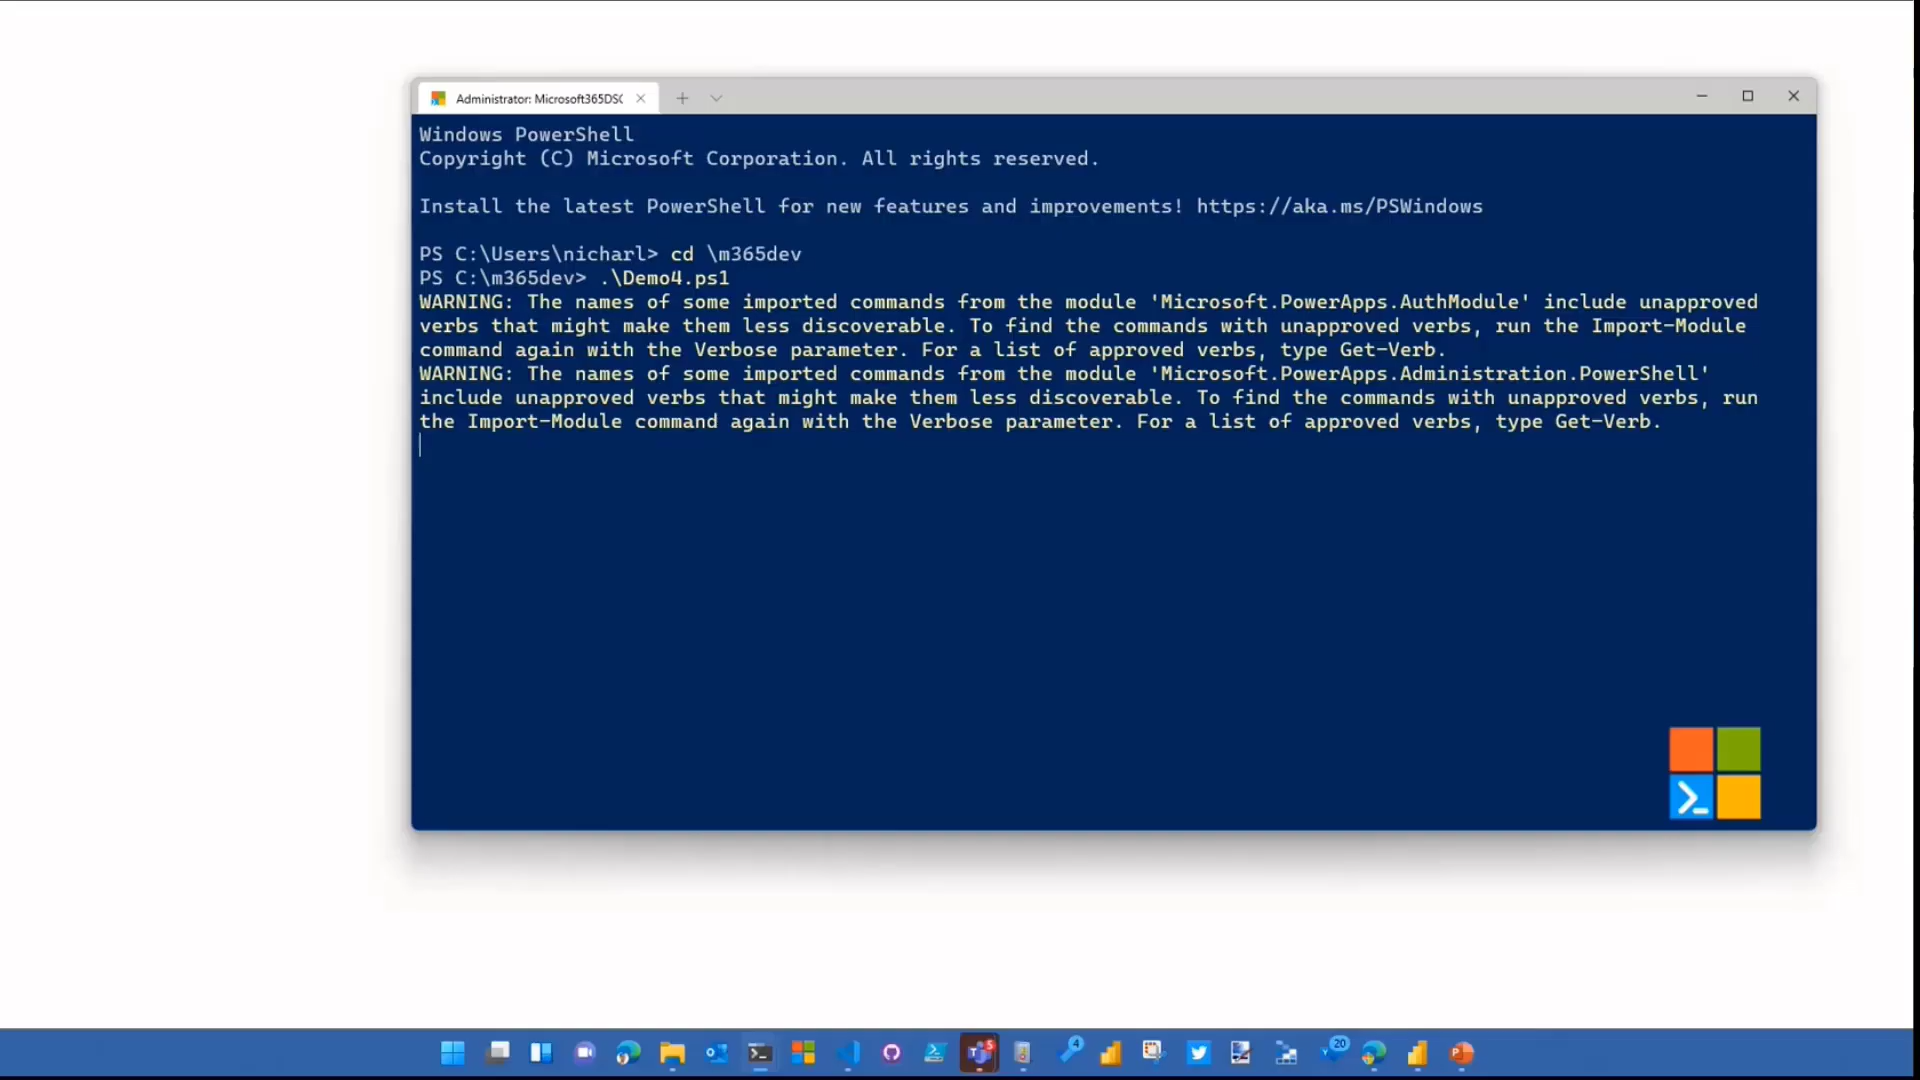 Administrator: Microsoft365DSC
Windows PowerShell
Copyright (C) Microsoft Corporation. All rights reserved.
Install the latest PowerShell for new features and improvements! https://aka.ms/PSWindows
PS C:\Users\nicharl> cd \m365dev
PS C:\m365dev> .\Demo4.ps1
WARNING: The names of some imported commands from the module 'Microsoft.PowerApps.AuthModule' include unapproved
verbs that might make them less discoverable. To find the commands with unapproved verbs, run the Import-Module
command again with the Verbose parameter. For a list of approved verbs, type Get-Verb.
WARNING: The names of some imported commands from the module 'Microsoft.PowerApps.Administration.PowerShell'
include unapproved verbs that might make them less discoverable. To find the commands with unapproved verbs, run
the Import-Module command again with the Verbose parameter. For a list of approved verbs, type Get-Verb.
5
4
20